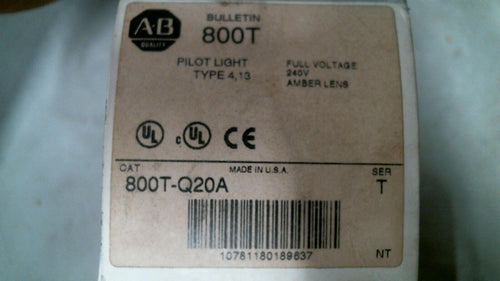 A-B
QUALITY
BULLETIN
800T
PILOT LIGHT
TYPE 4,13
FULL VOLTAGE
240V
AMBER LENS
UL
c UL CE
CAT
MADE IN U.S.A.
SER
800T-Q20A
T
10781180189637
NT